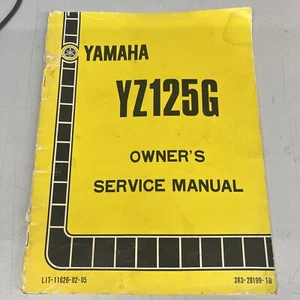 YAMAHA
YZ125G
OWNER'S
SERVICE MANUAL
LIT-11626-02-05
3R3-28199-10